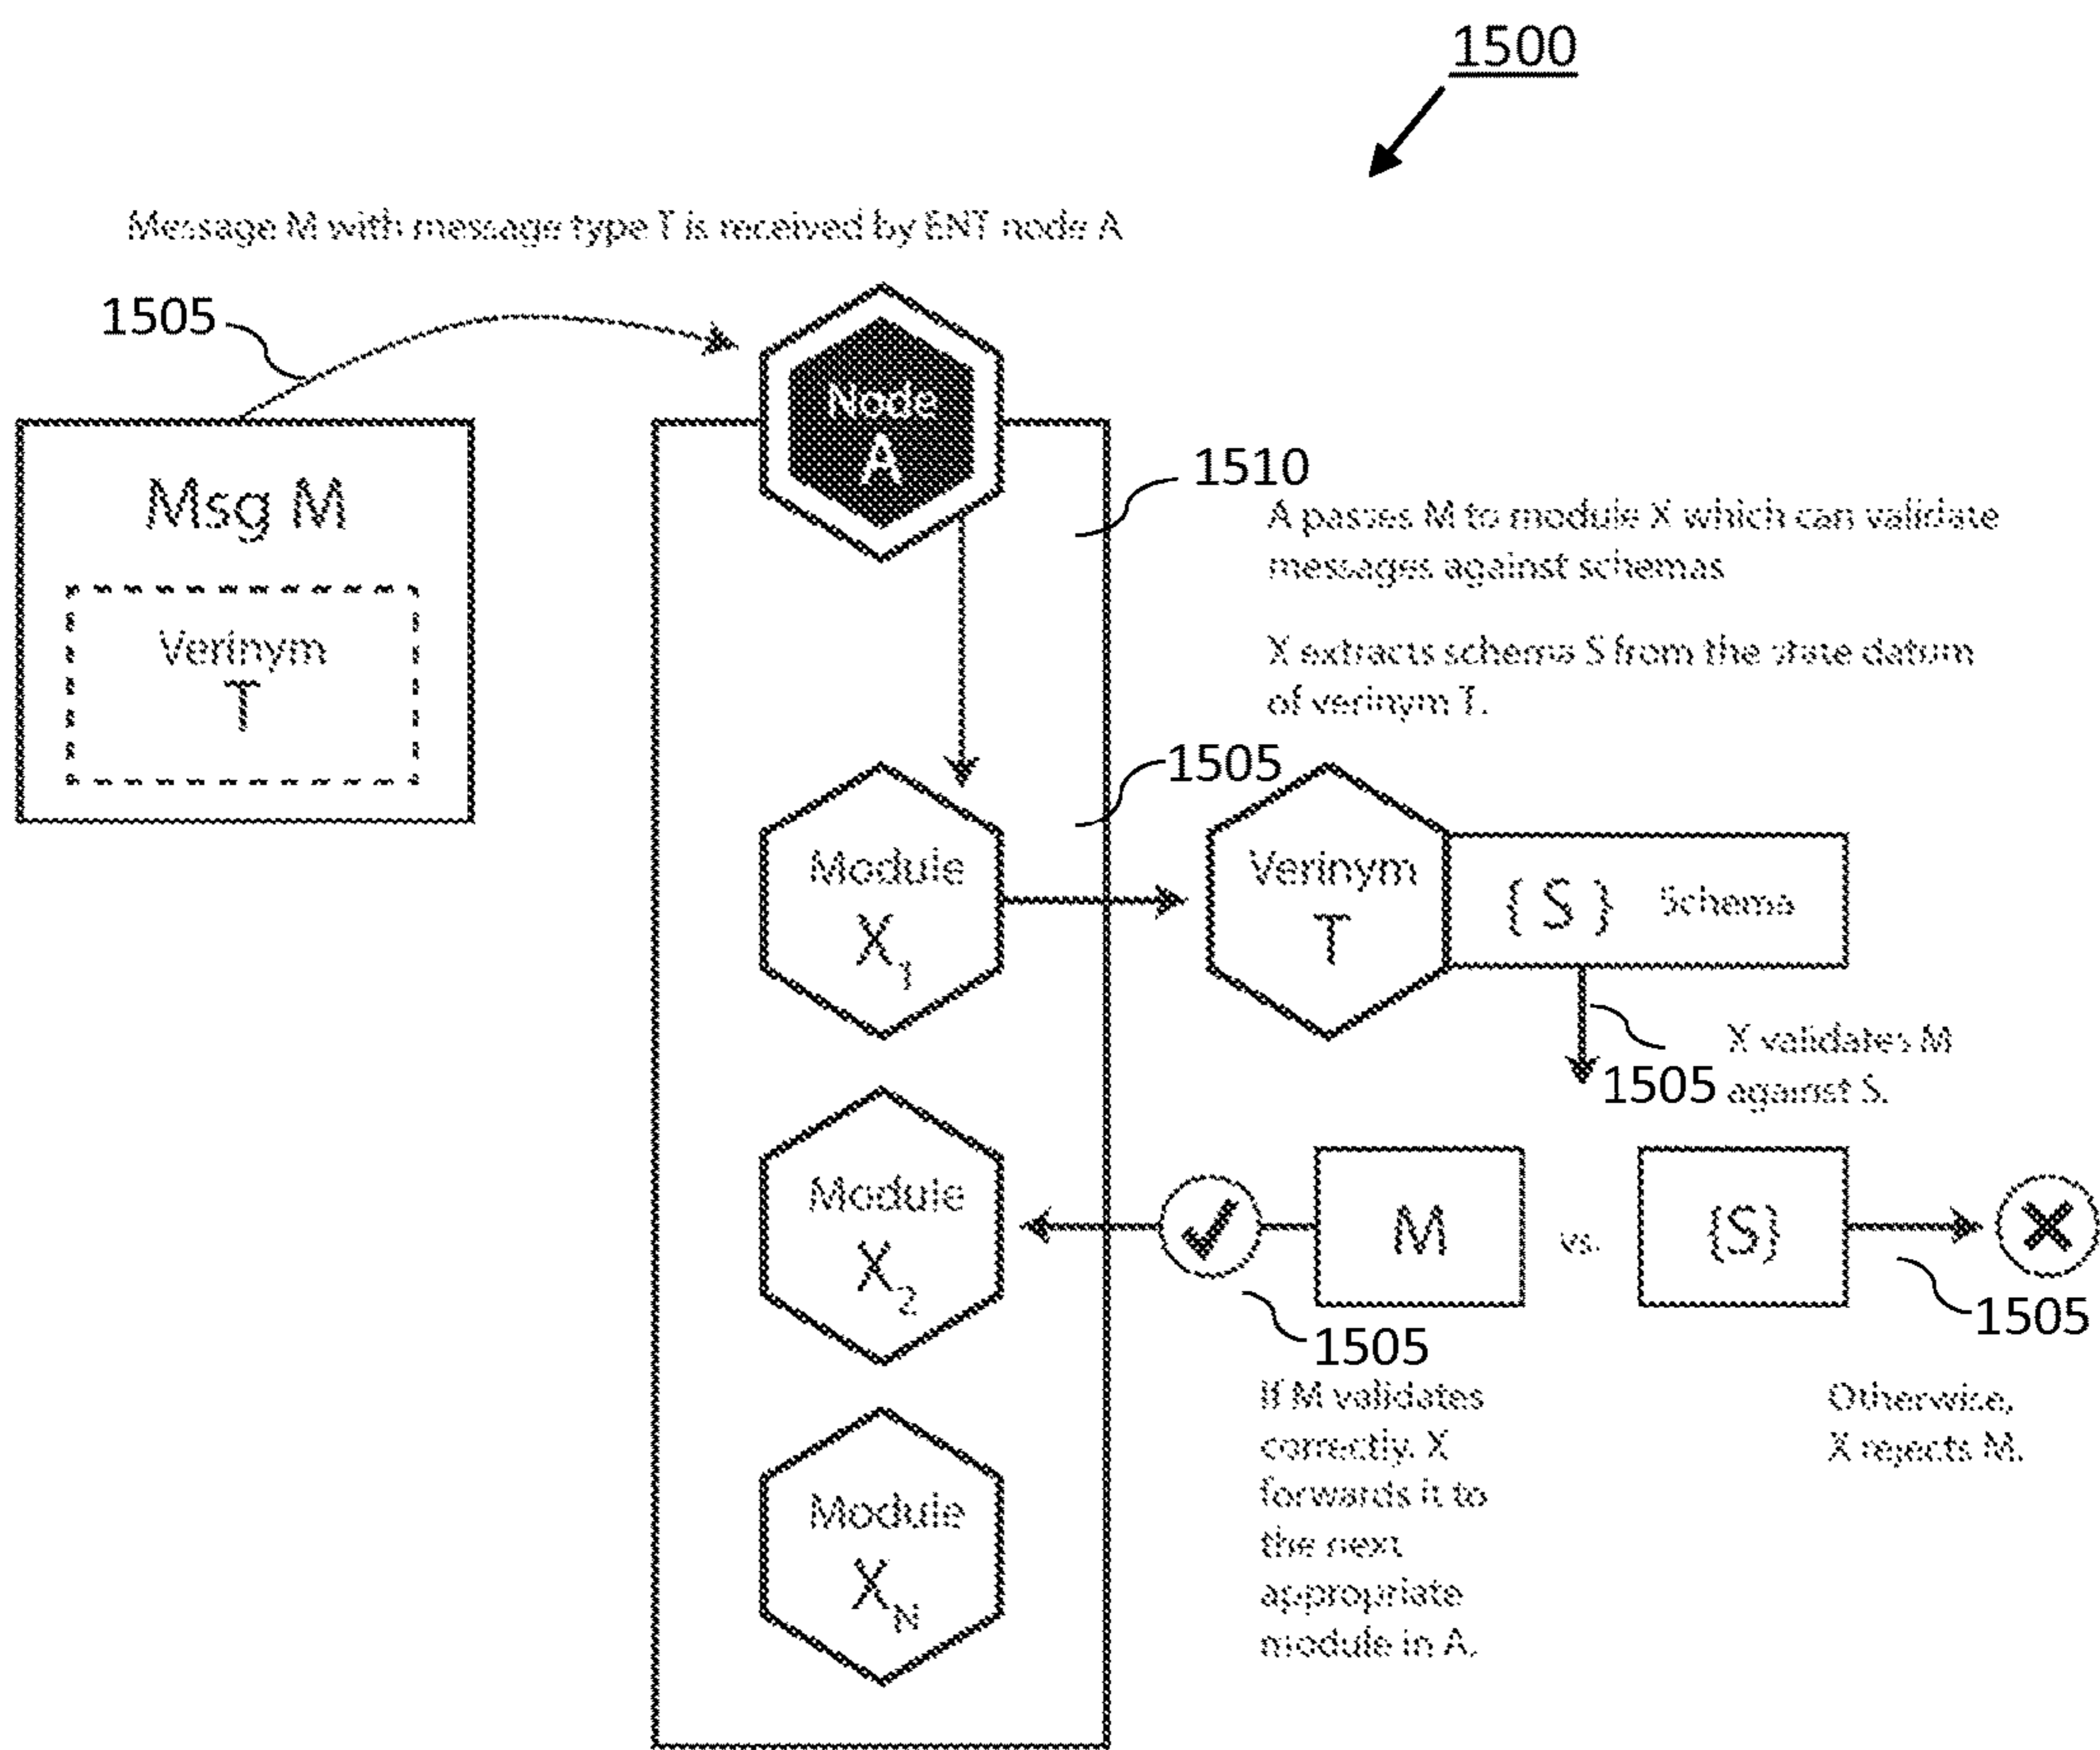 1500
Message M with message type T is received by ENT node A
1505
Node
A
Msg M
Verinym
T
1510
A passes M to module X which can validate
messages against schemas
X extracts schema S from the state datum
of verinym T.
1505
Module
X1
Verinym
T
{ S } Schema
X validates M
1505 against S.
Module
X2
M vs. {S}
1505
1505
If M validates
correctly, X
forwards it to
the next
appropriate
module in A.
Otherwise,
X rejects M.
Module
XN